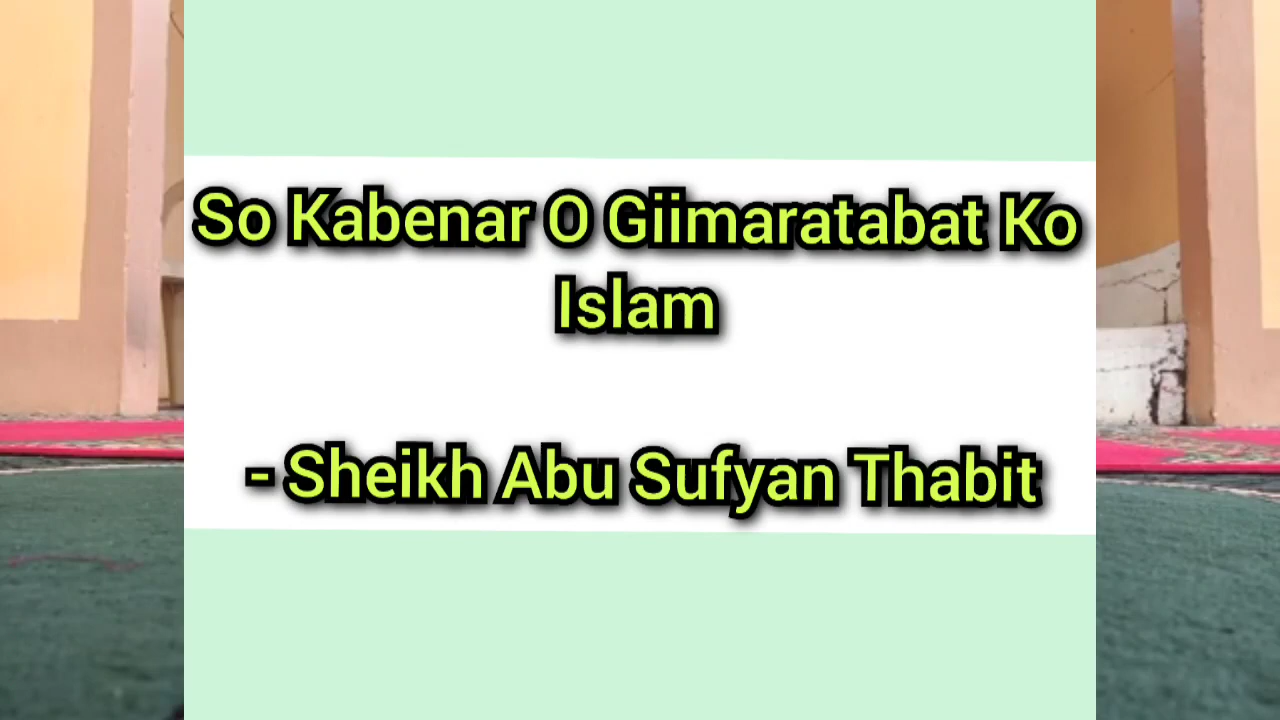 So Kabenar O Giimaratabat Ko
Islam
- Sheikh Abu Sufyan Thabit